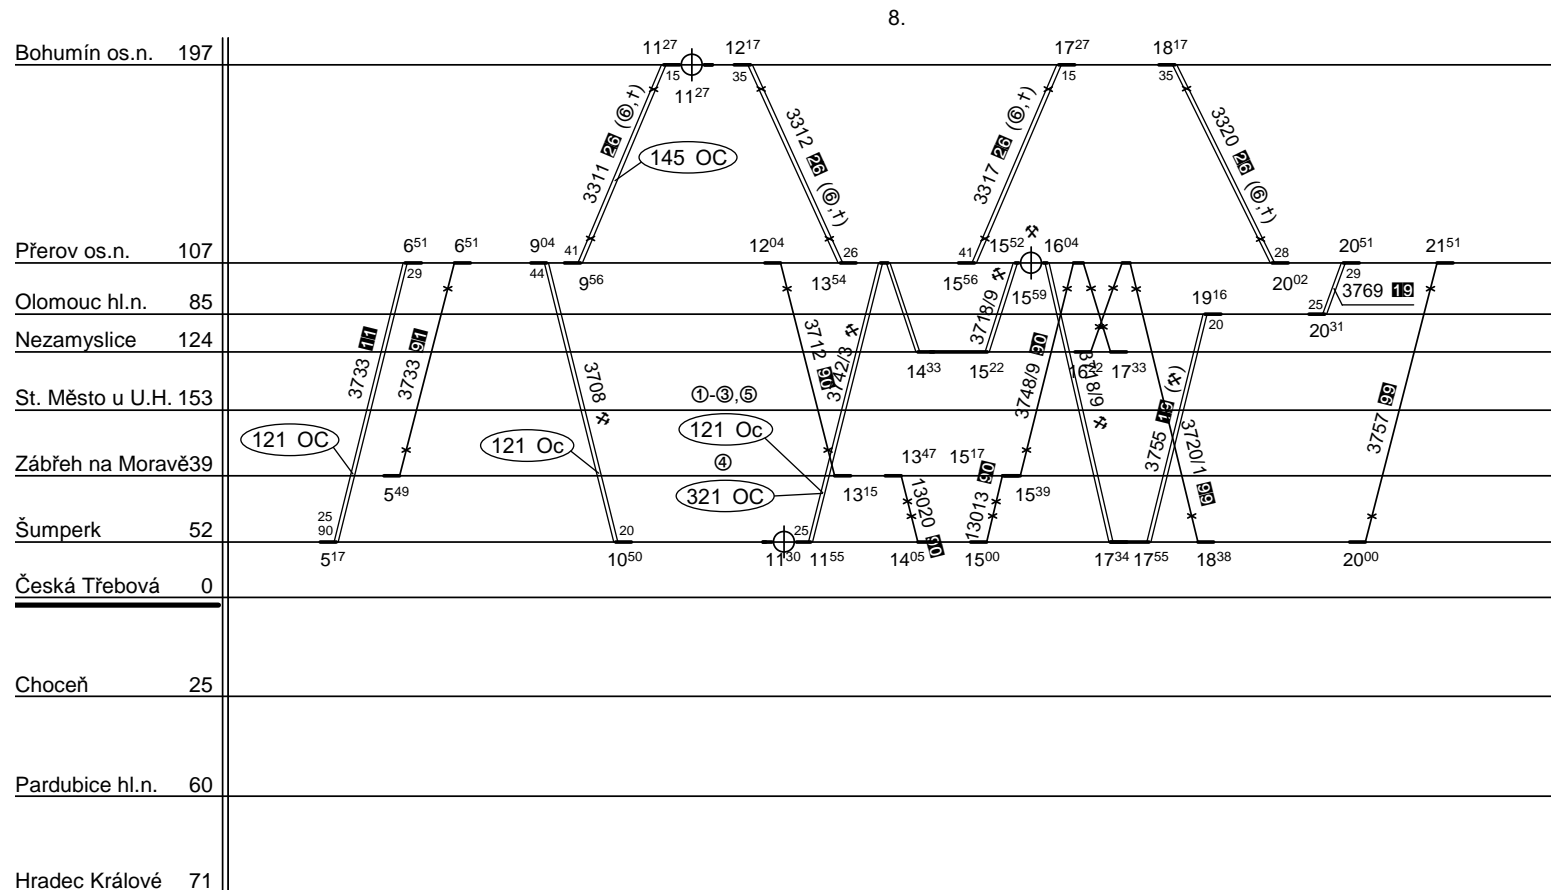 8.
Bohumín os.n. 197
11²⁷ 12¹⁷ 17²⁷ 18¹⁷
15 35 15 35
11²⁷
3311 26 (⑥,†)
145 OC
3312 26 (⑥,†)
3317 26 (⑥,†)
3320 26 (⑥,†)
Přerov os.n. 107
6⁵¹ 6⁵¹ 9⁰⁴ 12⁰⁴ 15⁵² ⚒ 16⁰⁴ 20⁵¹ 21⁵¹
29 44 41 26 41 28 29
9⁵⁶ 13⁵⁴ 15⁵⁶ 15⁵⁹ 20⁰²
Olomouc hl.n. 85
19¹⁶
20
25
20³¹
3769 19
Nezamyslice 124
14³³ 15²² 16²² 17³³
3733 11
3733 91
3708 ⚒
3712 90
3742/3 ⚒
3718/9 ⚒
3748/9 90
3718/9 ⚒
3755 19 (⚒)
3720/1 99
3757 99
St. Město u U.H. 153
①-③,⑤
121 OC
121 Oc
121 Oc
④
321 OC
Zábřeh na Moravě 39
13⁴⁷ 15¹⁷
5⁴⁹ 13¹⁵ 15³⁹
13020 90
13013 90
Šumperk 52
25
90
20
25
5¹⁷ 10⁵⁰ 11³⁰ 11⁵⁵ 14⁰⁵ 15⁰⁰ 17³⁴ 17⁵⁵ 18³⁸ 20⁰⁰
Česká Třebová 0
Choceň 25
Pardubice hl.n. 60
Hradec Králové 71